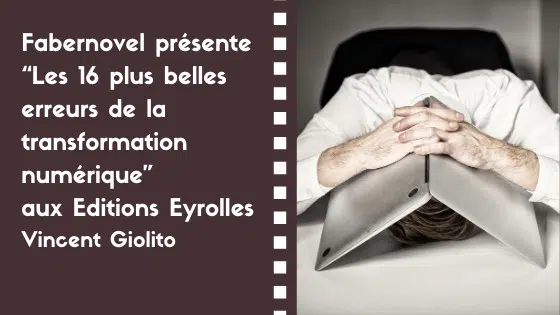 Fabernovel présente
“Les 16 plus belles
erreurs de la
transformation
numérique”
aux Editions Eyrolles
Vincent Giolito